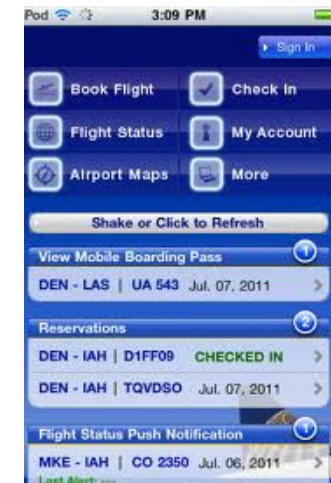 Pod 3:09 PM
Sign In
Book Flight Check In
Flight Status My Account
Airport Maps More
Shake or Click to Refresh
View Mobile Boarding Pass 1
DEN - LAS | UA 543 Jul. 07, 2011
Reservations 2
DEN - IAH | D1FF09 CHECKED IN
DEN - IAH | TQVDSO Jul. 07, 2011
Flight Status Push Notification 1
MKE - IAH | CO 2350 Jul. 06, 2011
Last Alert: ---